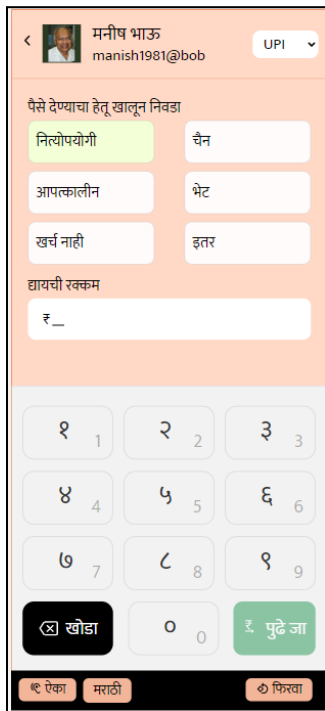 मनीष भाऊ
manish1981@bob
UPI
पैसे देण्याचा हेतू खालून निवडा
नित्योपयोगी चैन
आपत्कालीन भेट
खर्च नाही इतर
द्यायची रक्कम
₹_
१ 1 २ 2 ३ 3
४ 4 ५ 5 ६ 6
७ 7 ८ 8 ९ 9
खोडा ० 0 ₹ पुढे जा
ऐका मराठी फिरवा